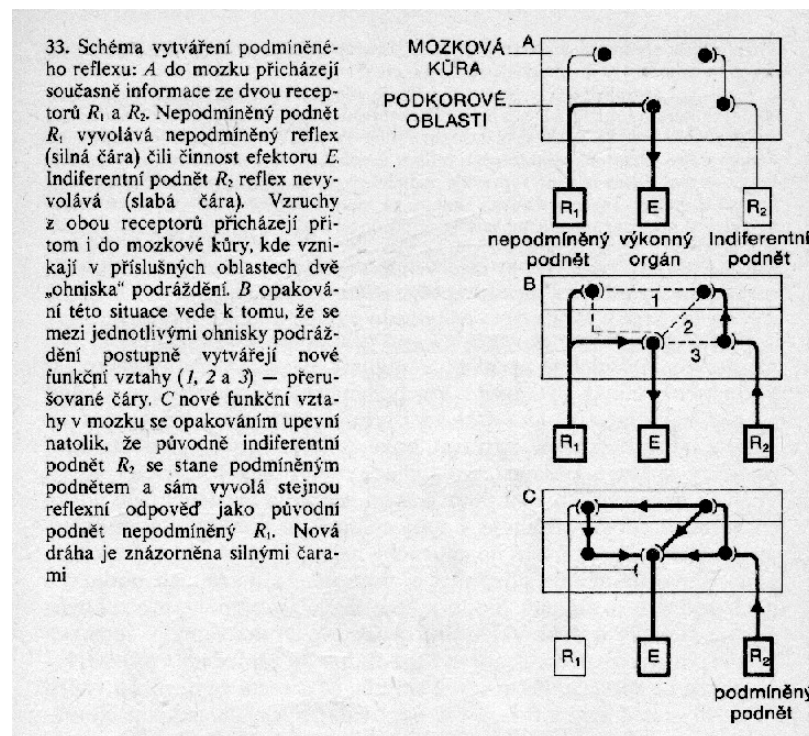 33. Schéma vytváření podmíněné-
ho reflexu: A do mozku přicházejí
současně informace ze dvou recep-
torů R₁ a R₂. Nepodmíněný podnět
R₁ vyvolává nepodmíněný reflex
(silná čára) čili činnost efektoru E.
Indiferentní podnět R₂ reflex nevy-
volává (slabá čára). Vzruchy
z obou receptorů přicházejí při-
tom i do mozkové kůry, kde vzni-
kají v příslušných oblastech dvě
„ohniska“ podráždění. B opaková-
ní této situace vede k tomu, že se
mezi jednotlivými ohnisky podráž-
dění postupně vytvářejí nové
funkční vztahy (1, 2 a 3) — přeru-
šované čáry. C nové funkční vzta-
hy v mozku se opakováním upevní
natolik, že původně indiferentní
podnět R₂ se stane podmíněným
podnětem a sám vyvolá stejnou
reflexní odpověď jako původní
podnět nepodmíněný R₁. Nová
dráha je znázorněna silnými čara-
mi
MOZKOVÁ
KŮRA
A
PODKOROVÉ
OBLASTI
R₁ E R₂
nepodmíněný výkonný Indiferentní
podnět orgán podnět
B
1
2
3
R₁ E R₂
C
R₁ E R₂
podmíněný
podnět